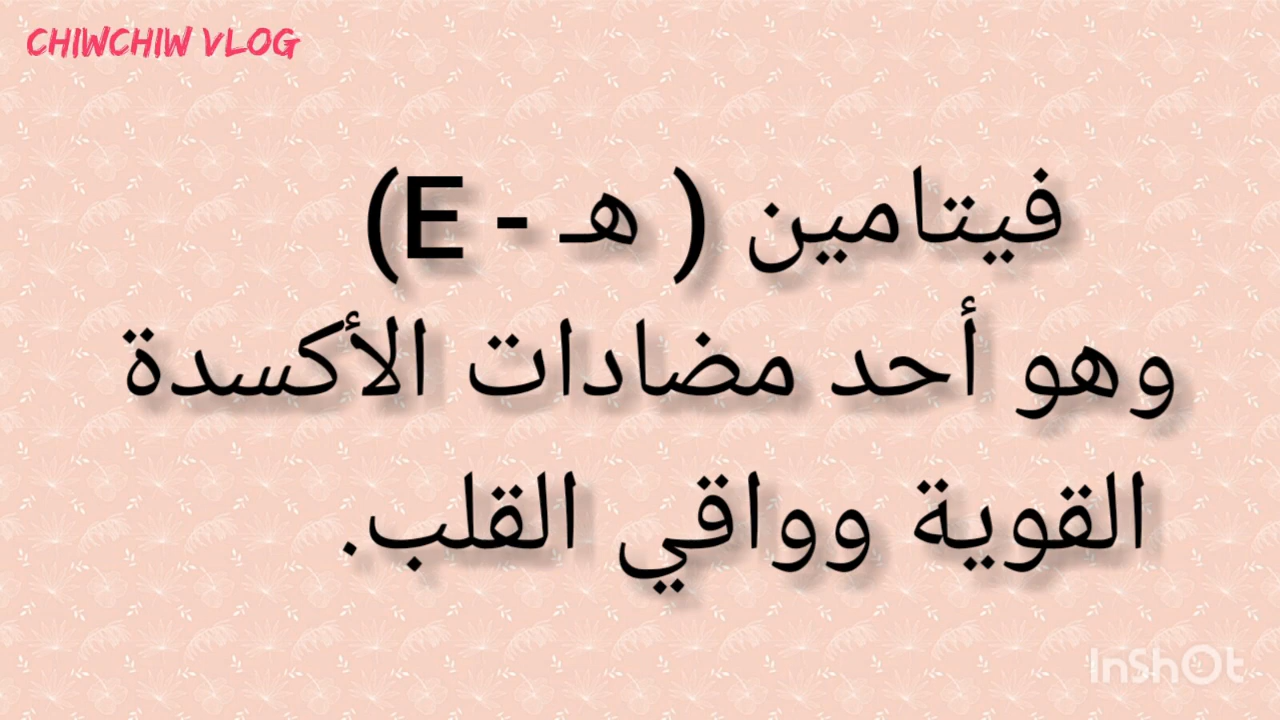 CHIWCHIW VLOG
فيتامين ( هـ - E)
وهو أحد مضادات الأكسدة
القوية وواقي القلب.
InShOt